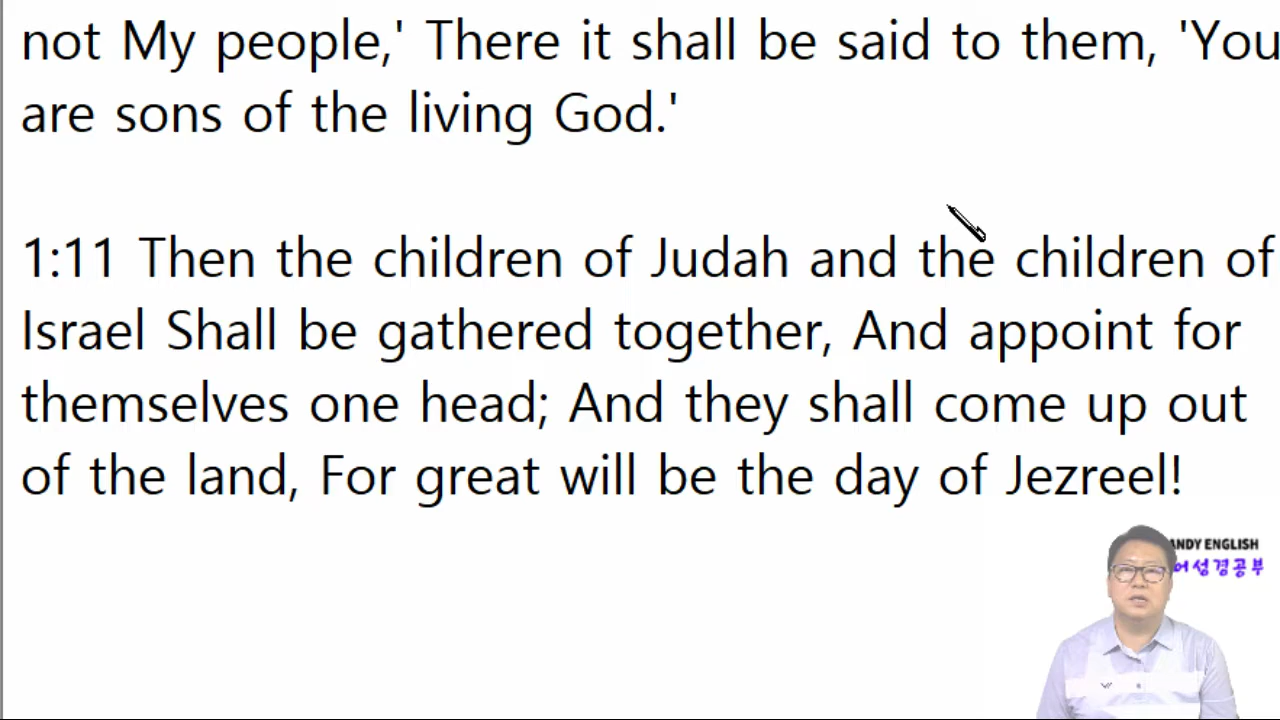 not My people,' There it shall be said to them, 'You
are sons of the living God.'
1:11 Then the children of Judah and the children of
Israel Shall be gathered together, And appoint for
themselves one head; And they shall come up out
of the land, For great will be the day of Jezreel!
ANDY ENGLISH
어성경공부